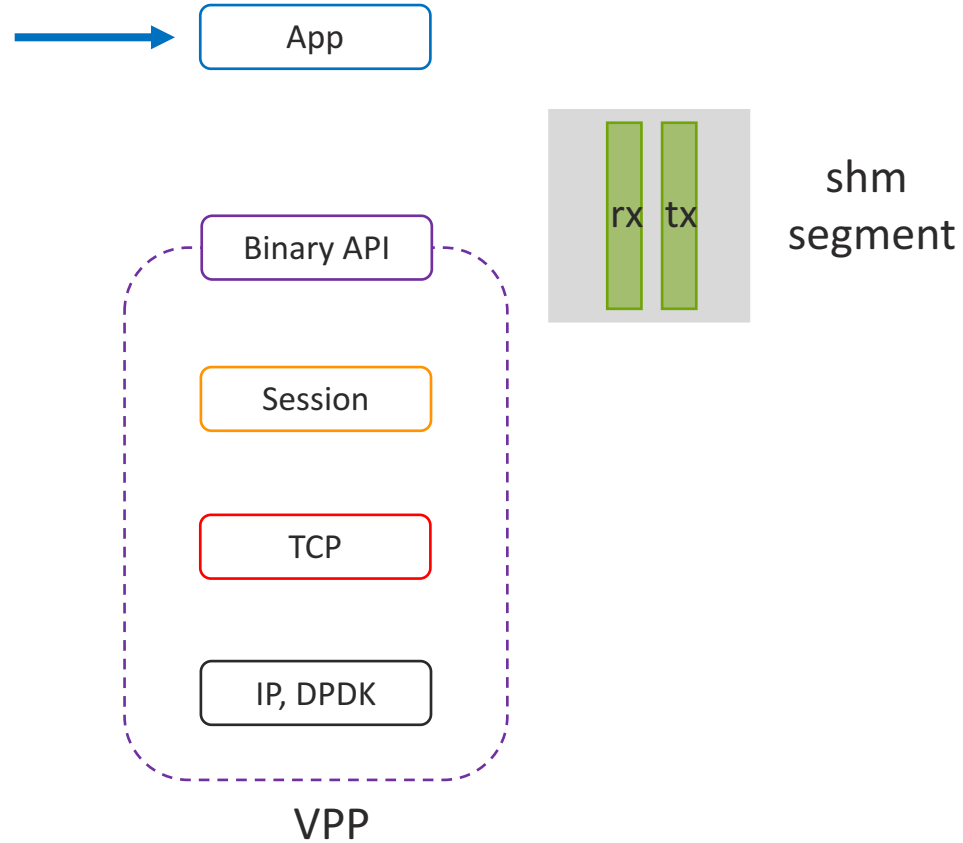 App
rx tx
shm
segment
Binary API
Session
TCP
IP, DPDK
VPP